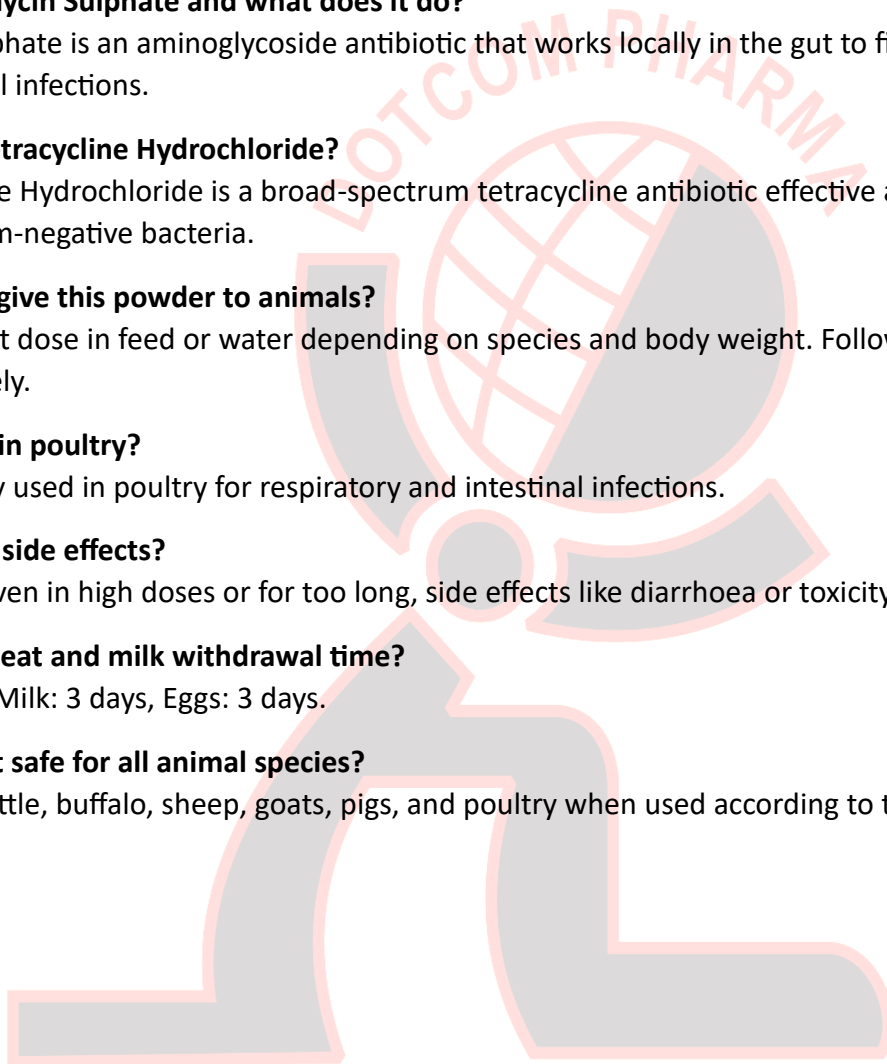 ycin Sulphate and what does it do?
phate is an aminoglycoside antibiotic that works locally in the gut to fi
l infections.
tracycline Hydrochloride?
e Hydrochloride is a broad-spectrum tetracycline antibiotic effective a
m-negative bacteria.
give this powder to animals?
t dose in feed or water depending on species and body weight. Follow
ely.
in poultry?
y used in poultry for respiratory and intestinal infections.
side effects?
ven in high doses or for too long, side effects like diarrhoea or toxicity
eat and milk withdrawal time?
Milk: 3 days, Eggs: 3 days.
t safe for all animal species?
ttle, buffalo, sheep, goats, pigs, and poultry when used according to t
DOTCOM PHARMA